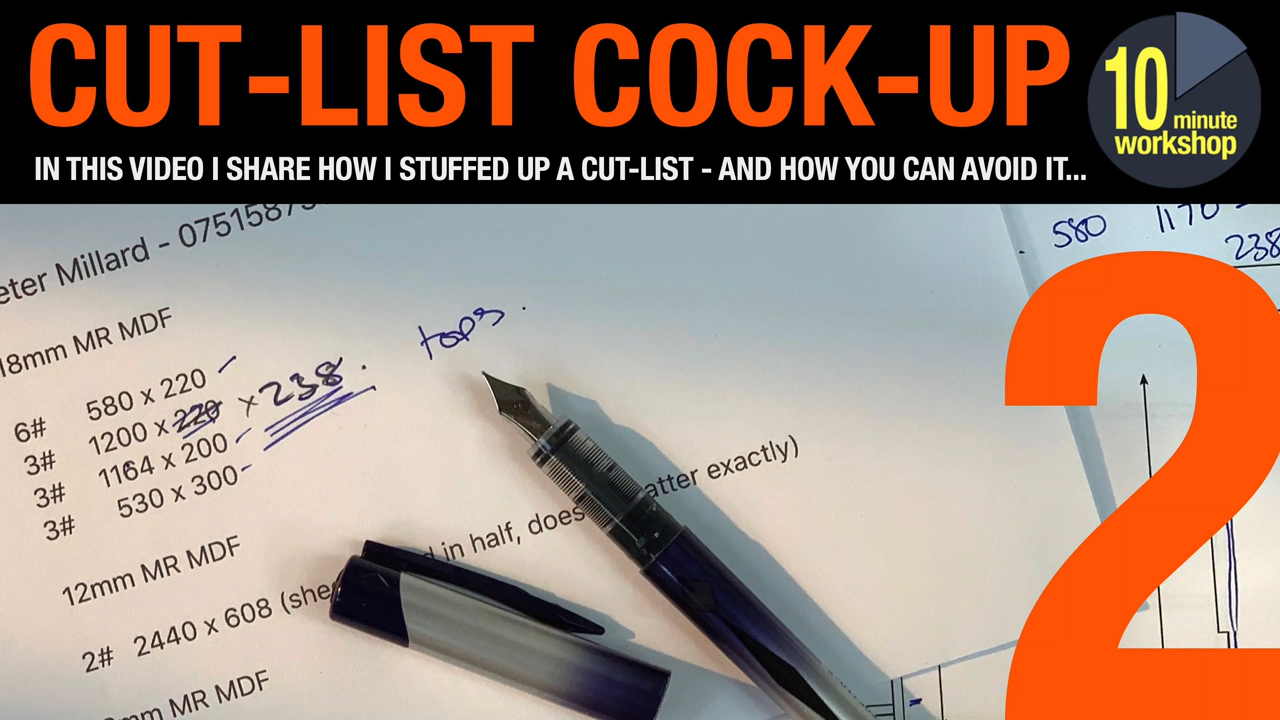 CUT-LIST COCK-UP
10
minute
workshop
IN THIS VIDEO I SHARE HOW I STUFFED UP A CUT-LIST - AND HOW YOU CAN AVOID IT...
580 1170
238
eter Millard - 075158
18mm MR MDF
tops.
6# 580 x 220
3# 1200 x 220 x 238.
3# 1164 x 200
3# 530 x 300
12mm MR MDF
2# 2440 x 608 (shee d in half, does atter exactly)
mm MR MDF
2